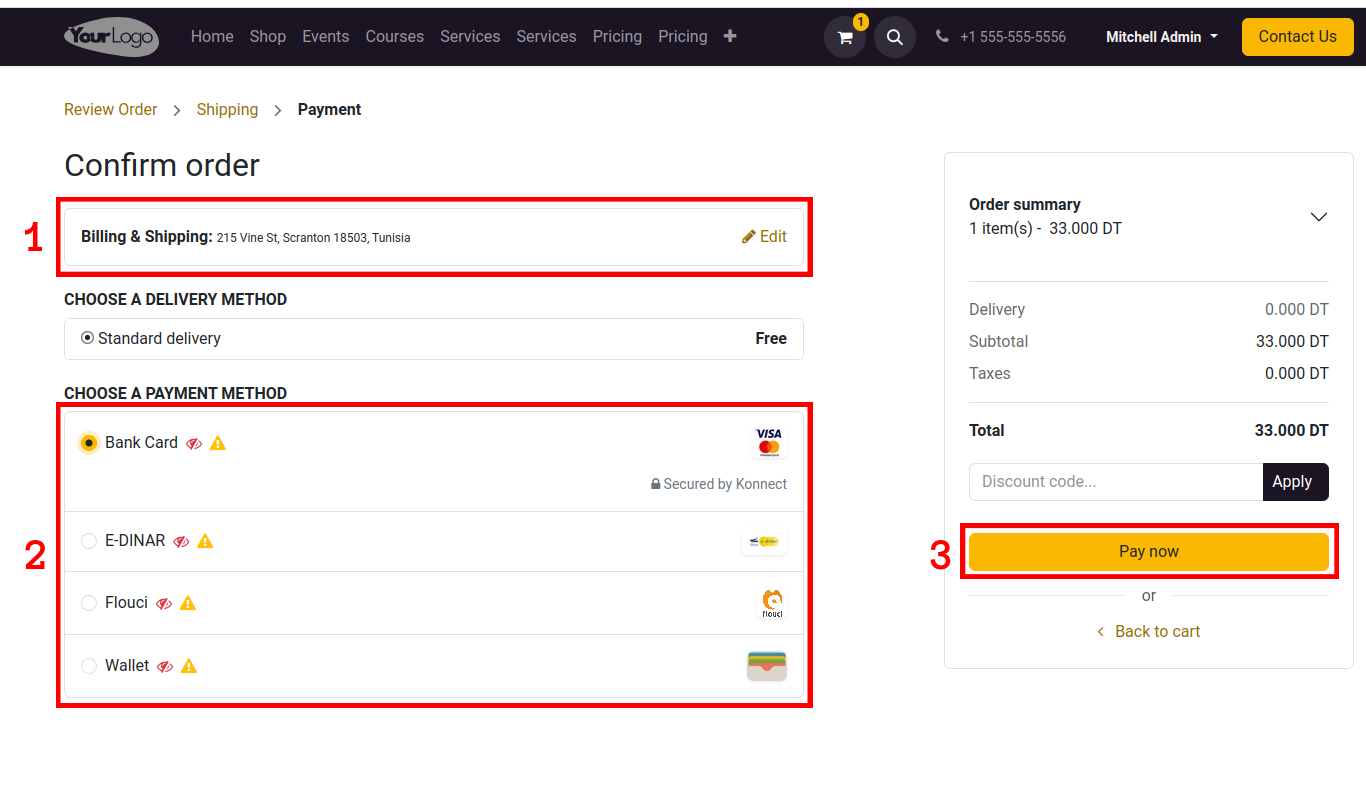 YourLogo
Home Shop Events Courses Services Services Pricing Pricing
1
+1 555-555-5556
Mitchell Admin
Contact Us
Review Order > Shipping > Payment
Confirm order
1
Billing & Shipping: 215 Vine St, Scranton 18503, Tunisia
Edit
CHOOSE A DELIVERY METHOD
Standard delivery Free
CHOOSE A PAYMENT METHOD
2
Bank Card
VISA
mastercard
Secured by Konnect
E-DINAR
Flouci
flouci
Wallet
Order summary
1 item(s) - 33.000 DT
Delivery 0.000 DT
Subtotal 33.000 DT
Taxes 0.000 DT
Total 33.000 DT
Discount code... Apply
3
Pay now
or
Back to cart